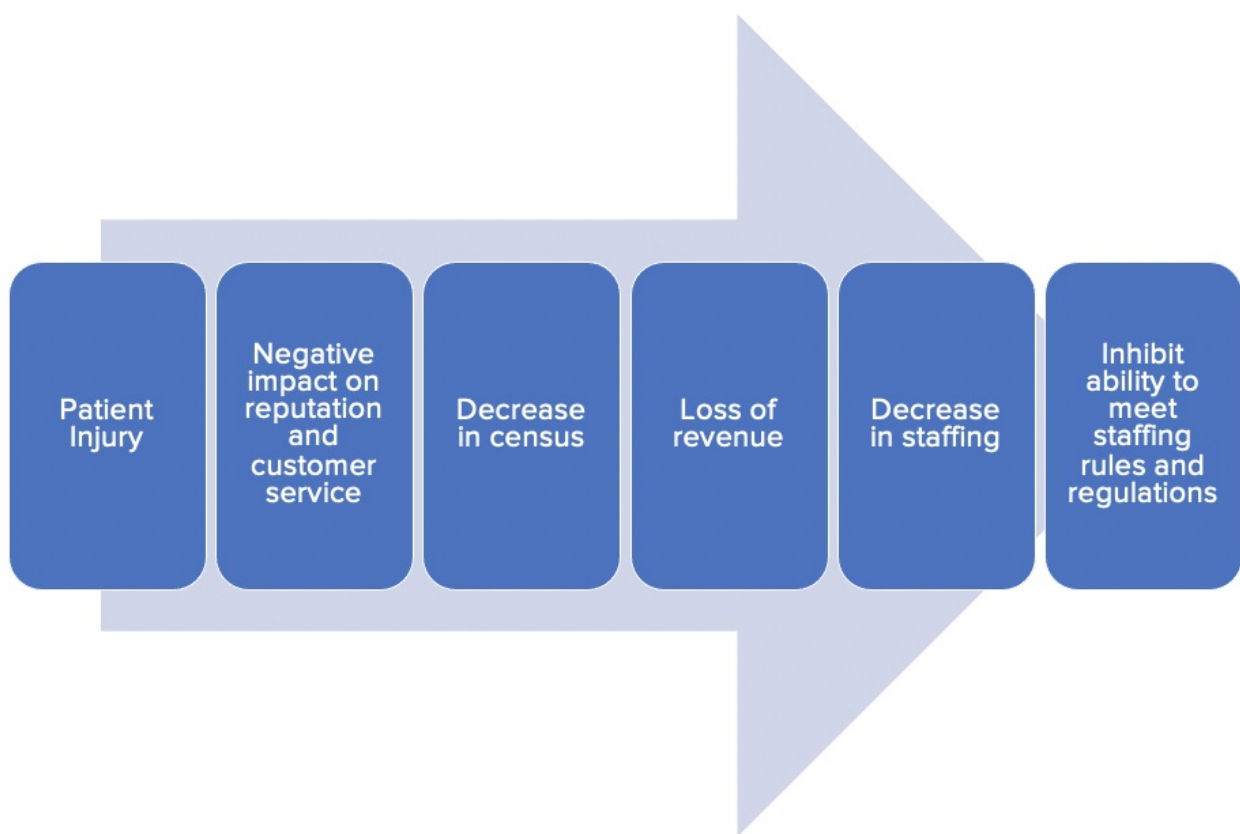 Patient
Injury
Negative
impact on
reputation
and
customer
service
Decrease
in census
Loss of
revenue
Decrease
in staffing
Inhibit
ability to
meet
staffing
rules and
regulations